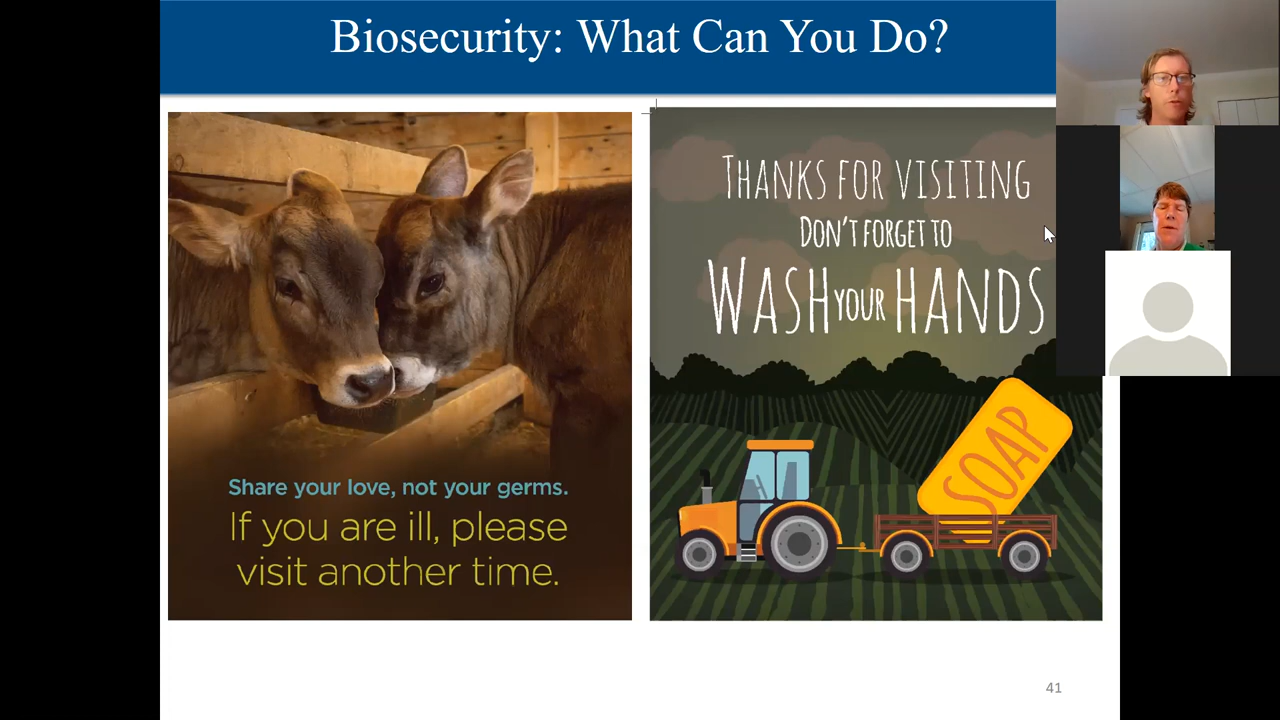 Biosecurity: What Can You Do?
Share your love, not your germs.
If you are ill, please
visit another time.
THANKS FOR VISITING
DON'T FORGET TO
WASH YOUR HANDS
SOAP
41